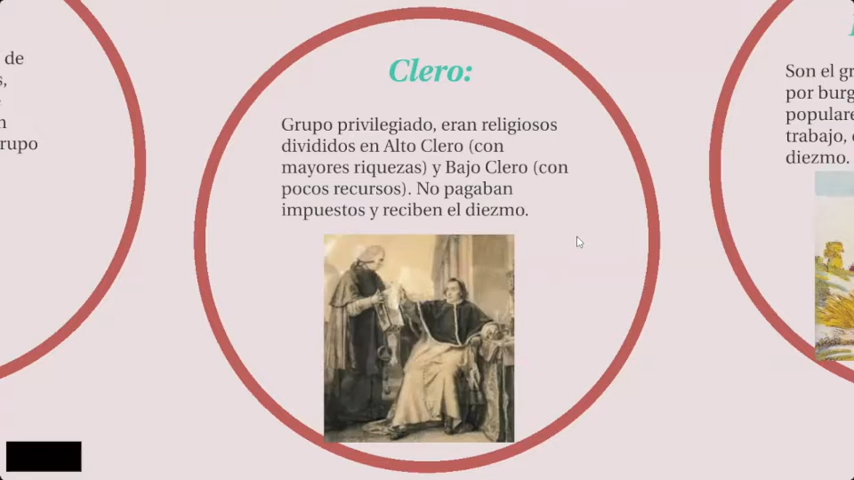 de
s,
n
rupo
Clero:
Grupo privilegiado, eran religiosos
divididos en Alto Clero (con
mayores riquezas) y Bajo Clero (con
pocos recursos). No pagaban
impuestos y reciben el diezmo.
Son el gr
por burg
populare
trabajo,
diezmo.